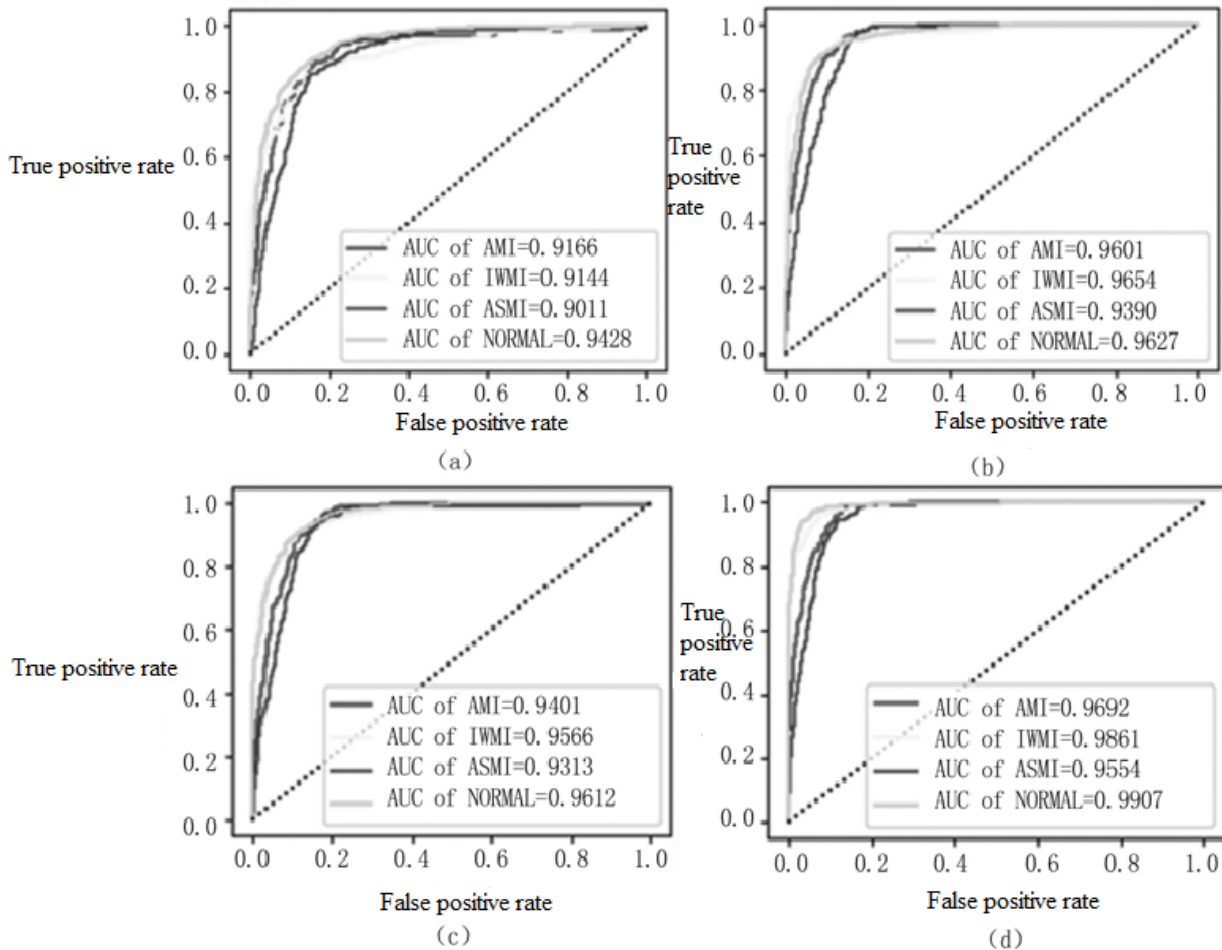 1.0
0.8
True positive rate
0.6
0.4
AUC of AMI=0.9166
AUC of IWMI=0.9144
0.2
AUC of ASMI=0.9011
AUC of NORMAL=0.9428
0.0
0.0 0.2 0.4 0.6 0.8 1.0
False positive rate
(a)
1.0
0.8
True
positive
rate
0.6
0.4
AUC of AMI=0.9601
AUC of IWMI=0.9654
0.2
AUC of ASMI=0.9390
AUC of NORMAL=0.9627
0.0
0.0 0.2 0.4 0.6 0.8 1.0
False positive rate
(b)
1.0
0.8
0.6
True positive rate
0.4
AUC of AMI=0.9401
AUC of IWMI=0.9566
0.2
AUC of ASMI=0.9313
AUC of NORMAL=0.9612
0.0
0.0 0.2 0.4 0.6 0.8 1.0
False positive rate
(c)
1.0
0.8
True
positive
rate
0.6
0.4
AUC of AMI=0.9692
AUC of IWMI=0.9861
0.2
AUC of ASMI=0.9554
AUC of NORMAL=0.9907
0.0
0.0 0.2 0.4 0.6 0.8 1.0
False positive rate
(d)